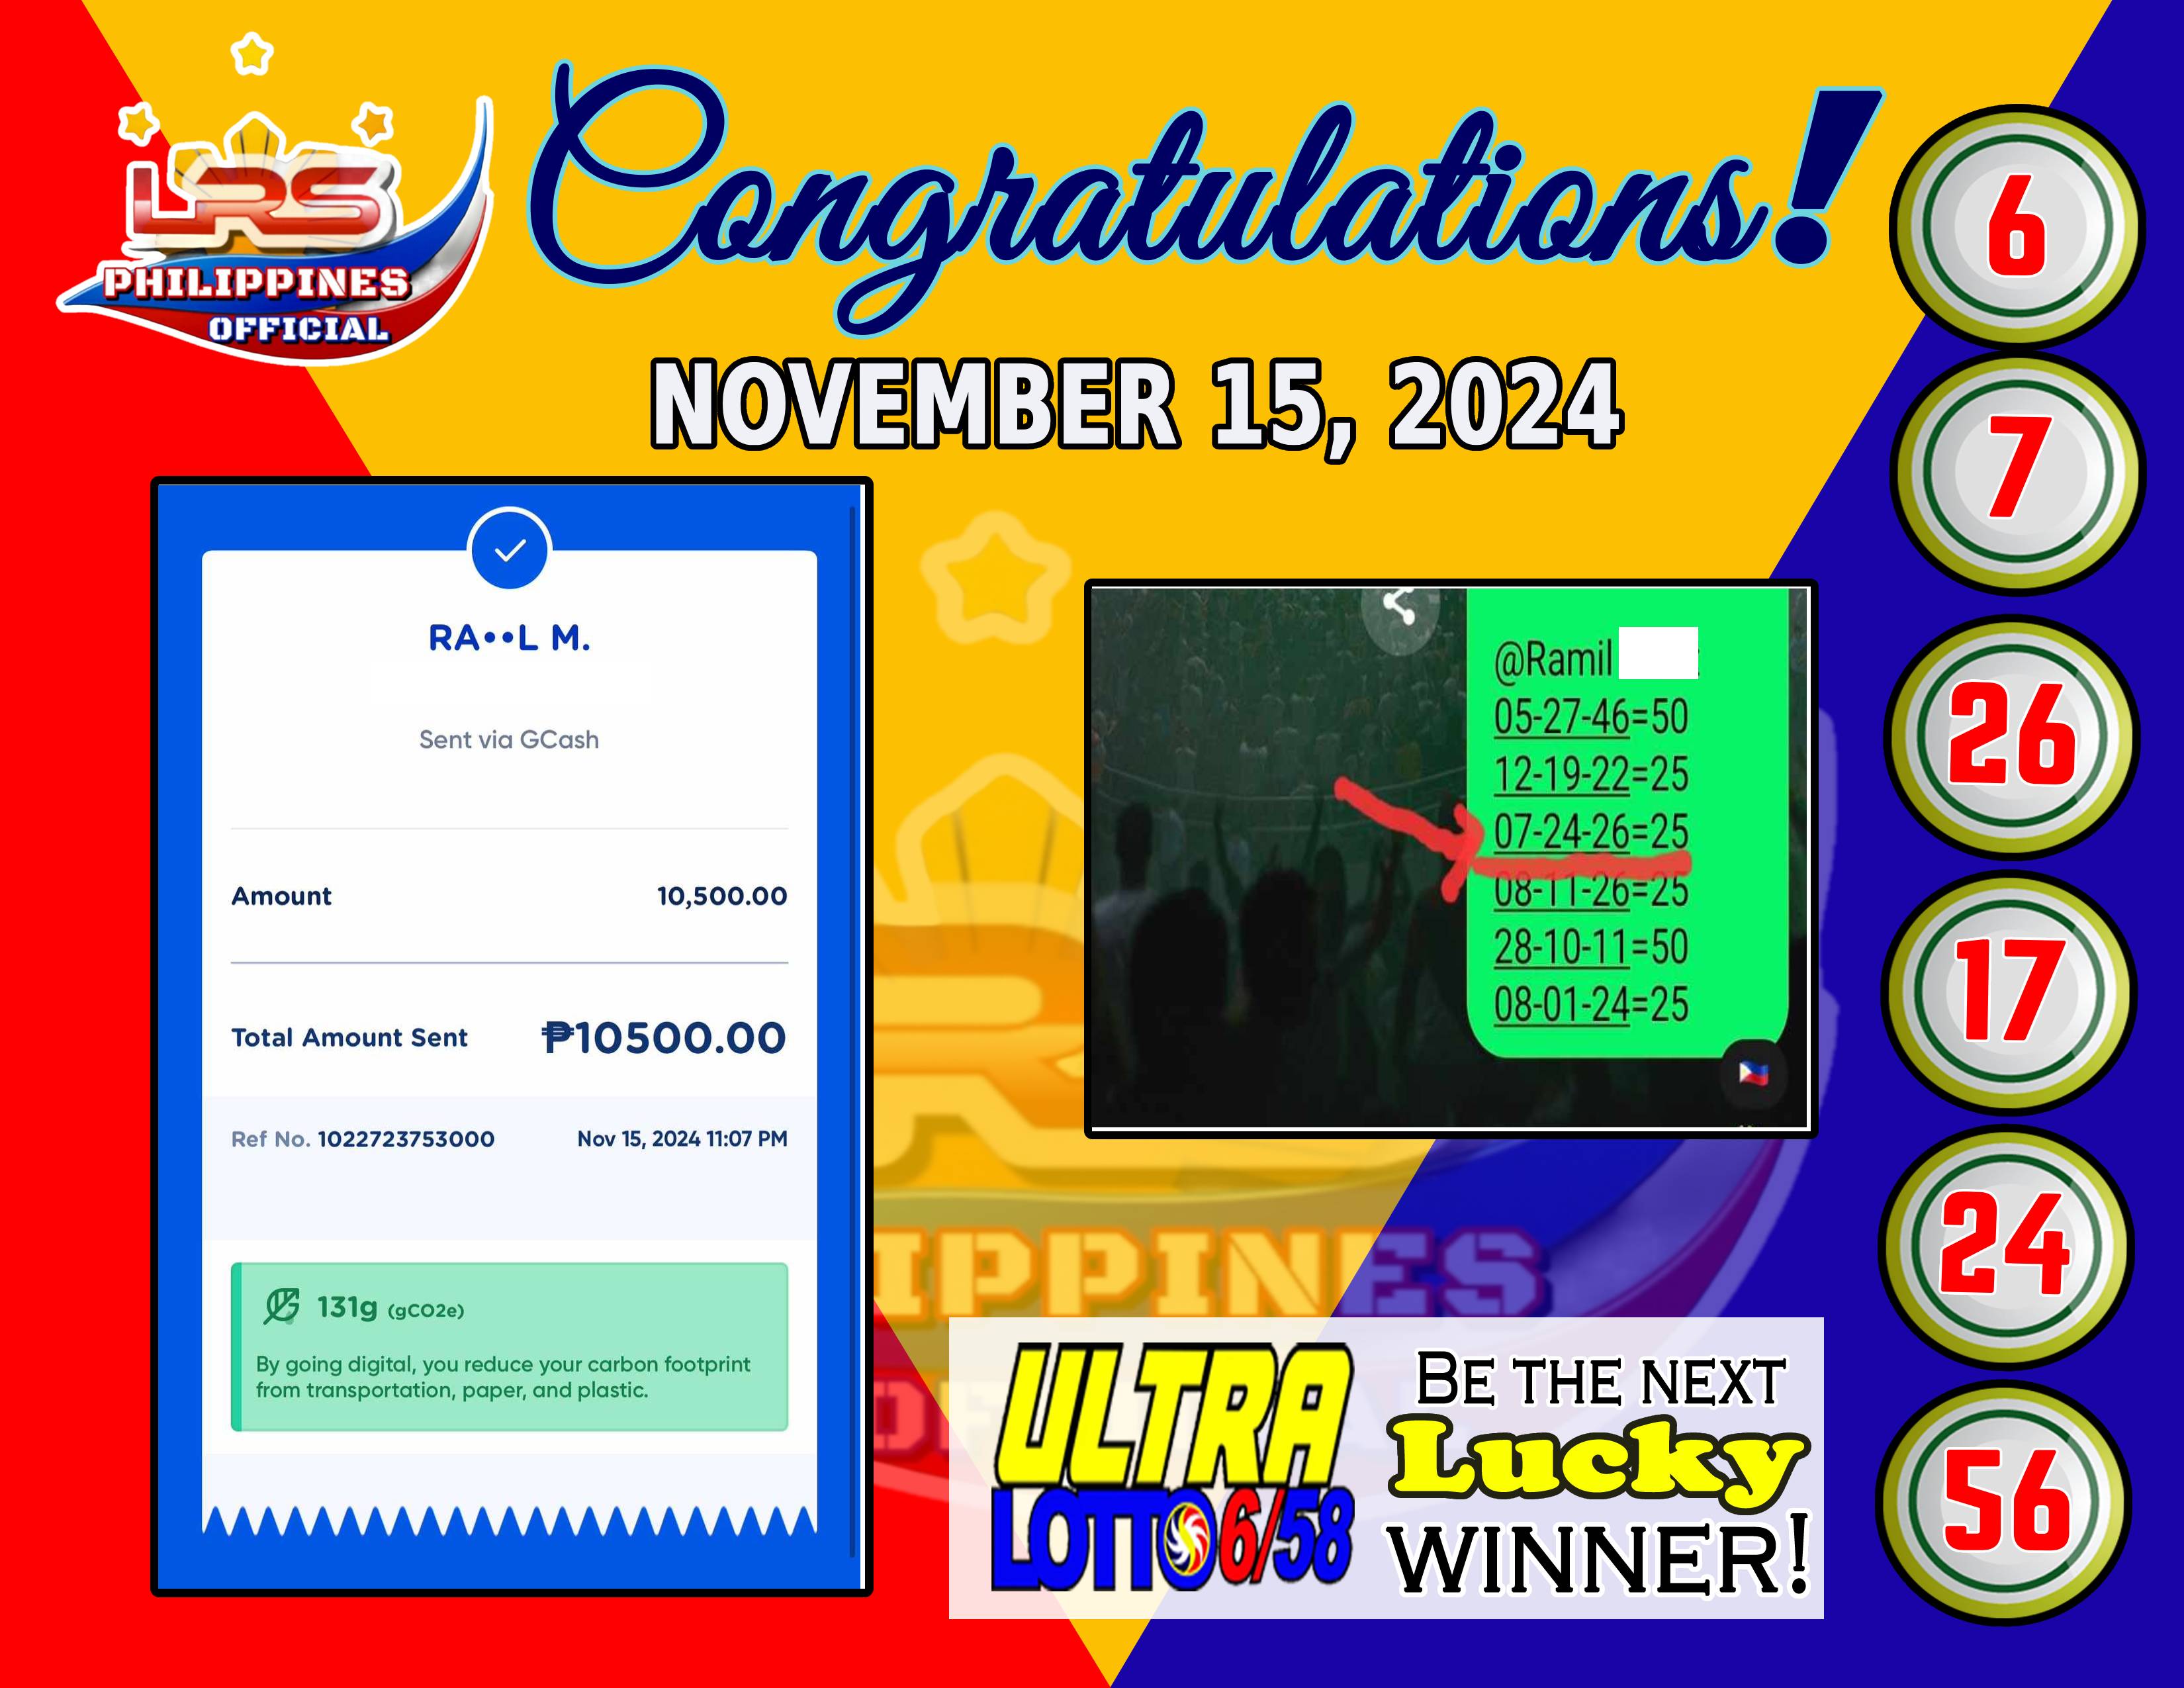 LRS
PHILIPPINES
OFFICIAL
Congratulations!
NOVEMBER 15, 2024
RA••L M.
Sent via GCash
Amount 10,500.00
Total Amount Sent ₱10500.00
Ref No. 1022723753000 Nov 15, 2024 11:07 PM
131g (gCO2e)
By going digital, you reduce your carbon footprint
from transportation, paper, and plastic.
@Ramil
05-27-46=50
12-19-22=25
07-24-26=25
08-11-26=25
28-10-11=50
08-01-24=25
IPPINES
ULTRA
LOTTO 6/58
BE THE NEXT
Lucky
WINNER!
6
7
26
17
24
56